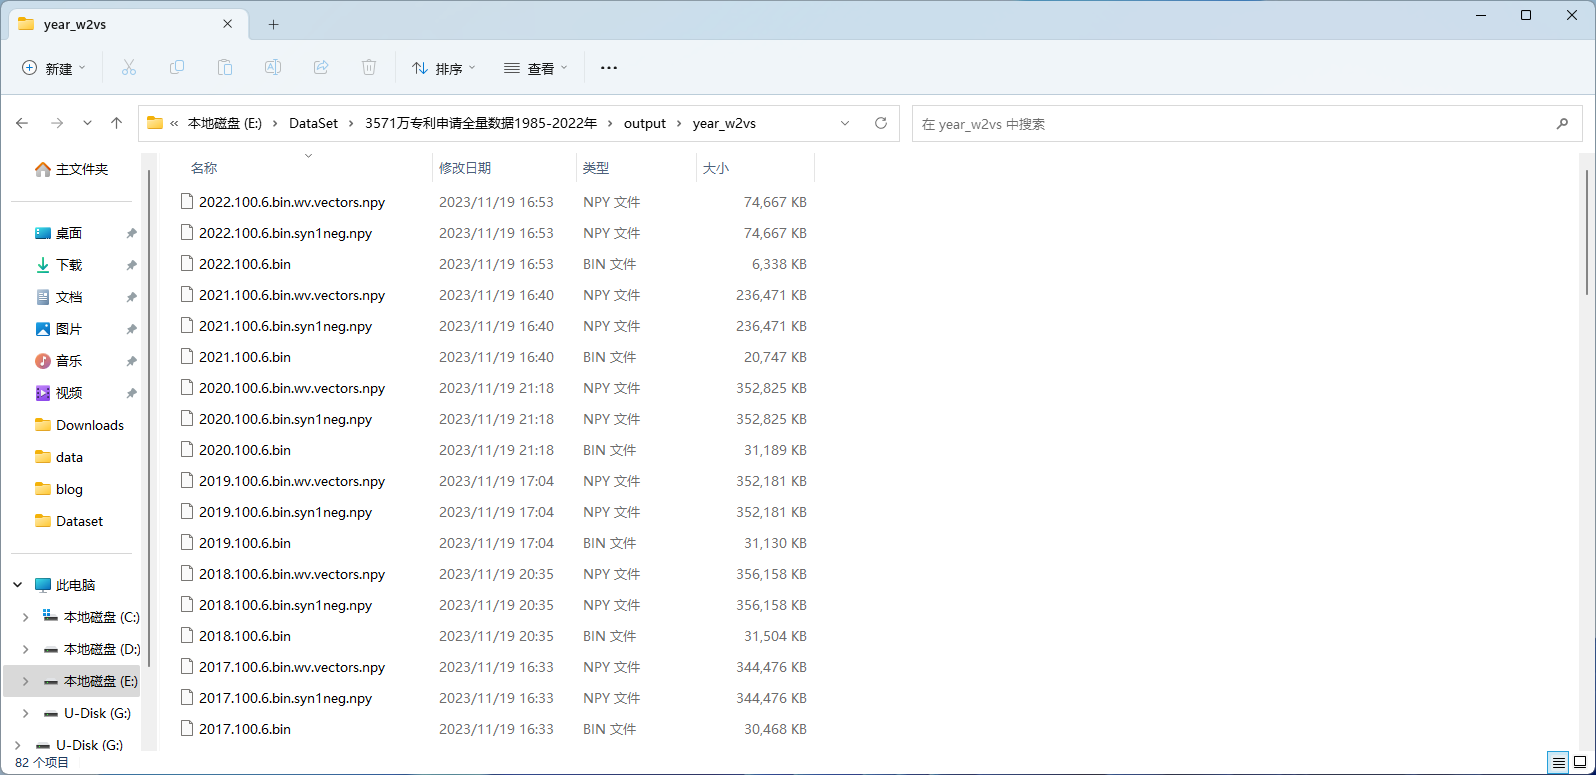 year_w2vs
新建
排序
查看
« 本地磁盘 (E:) › DataSet › 3571万专利申请全量数据1985-2022年 › output › year_w2vs
在 year_w2vs 中搜索
主文件夹
桌面
下载
文档
图片
音乐
视频
Downloads
data
blog
Dataset
此电脑
本地磁盘 (C:)
本地磁盘 (D:)
本地磁盘 (E:)
U-Disk (G:)
U-Disk (G:)
名称 修改日期 类型 大小
2022.100.6.bin.wv.vectors.npy 2023/11/19 16:53 NPY 文件 74,667 KB
2022.100.6.bin.syn1neg.npy 2023/11/19 16:53 NPY 文件 74,667 KB
2022.100.6.bin 2023/11/19 16:53 BIN 文件 6,338 KB
2021.100.6.bin.wv.vectors.npy 2023/11/19 16:40 NPY 文件 236,471 KB
2021.100.6.bin.syn1neg.npy 2023/11/19 16:40 NPY 文件 236,471 KB
2021.100.6.bin 2023/11/19 16:40 BIN 文件 20,747 KB
2020.100.6.bin.wv.vectors.npy 2023/11/19 21:18 NPY 文件 352,825 KB
2020.100.6.bin.syn1neg.npy 2023/11/19 21:18 NPY 文件 352,825 KB
2020.100.6.bin 2023/11/19 21:18 BIN 文件 31,189 KB
2019.100.6.bin.wv.vectors.npy 2023/11/19 17:04 NPY 文件 352,181 KB
2019.100.6.bin.syn1neg.npy 2023/11/19 17:04 NPY 文件 352,181 KB
2019.100.6.bin 2023/11/19 17:04 BIN 文件 31,130 KB
2018.100.6.bin.wv.vectors.npy 2023/11/19 20:35 NPY 文件 356,158 KB
2018.100.6.bin.syn1neg.npy 2023/11/19 20:35 NPY 文件 356,158 KB
2018.100.6.bin 2023/11/19 20:35 BIN 文件 31,504 KB
2017.100.6.bin.wv.vectors.npy 2023/11/19 16:33 NPY 文件 344,476 KB
2017.100.6.bin.syn1neg.npy 2023/11/19 16:33 NPY 文件 344,476 KB
2017.100.6.bin 2023/11/19 16:33 BIN 文件 30,468 KB
82 个项目